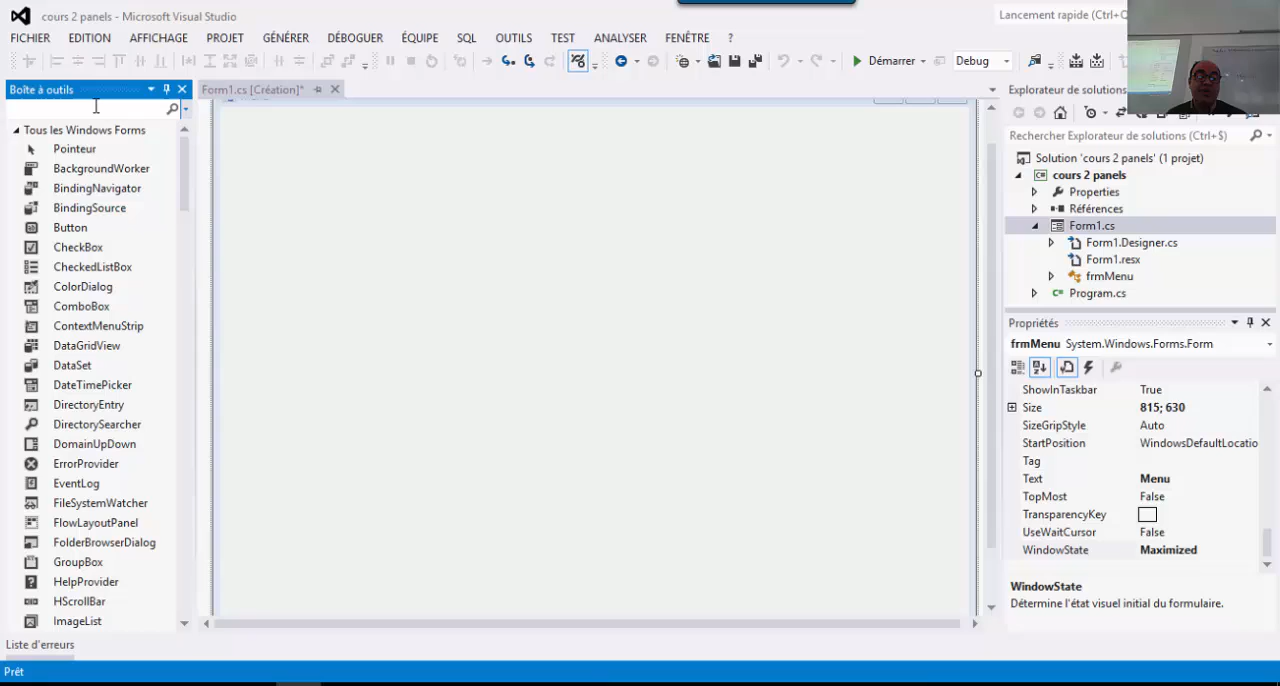 cours 2 panels - Microsoft Visual Studio
Lancement rapide (Ctrl+Q
FICHIER EDITION AFFICHAGE PROJET GÉNÉRER DÉBOGUER ÉQUIPE SQL OUTILS TEST ANALYSER FENÊTRE ?
Démarrer Debug
Boîte à outils
Form1.cs [Création]*
Explorateur de solutions
Rechercher Explorateur de solutions (Ctrl+$)
Tous les Windows Forms
Pointeur
BackgroundWorker
BindingNavigator
BindingSource
Button
CheckBox
CheckedListBox
ColorDialog
ComboBox
ContextMenuStrip
DataGridView
DataSet
DateTimePicker
DirectoryEntry
DirectorySearcher
DomainUpDown
ErrorProvider
EventLog
FileSystemWatcher
FlowLayoutPanel
FolderBrowserDialog
GroupBox
HelpProvider
HScrollBar
ImageList
Solution 'cours 2 panels' (1 projet)
cours 2 panels
Properties
Références
Form1.cs
Form1.Designer.cs
Form1.resx
frmMenu
Program.cs
Propriétés
frmMenu System.Windows.Forms.Form
ShowInTaskbar True
Size 815; 630
SizeGripStyle Auto
StartPosition WindowsDefaultLocatio
Tag
Text Menu
TopMost False
TransparencyKey
UseWaitCursor False
WindowState Maximized
WindowState
Détermine l'état visuel initial du formulaire.
Liste d'erreurs
Prêt